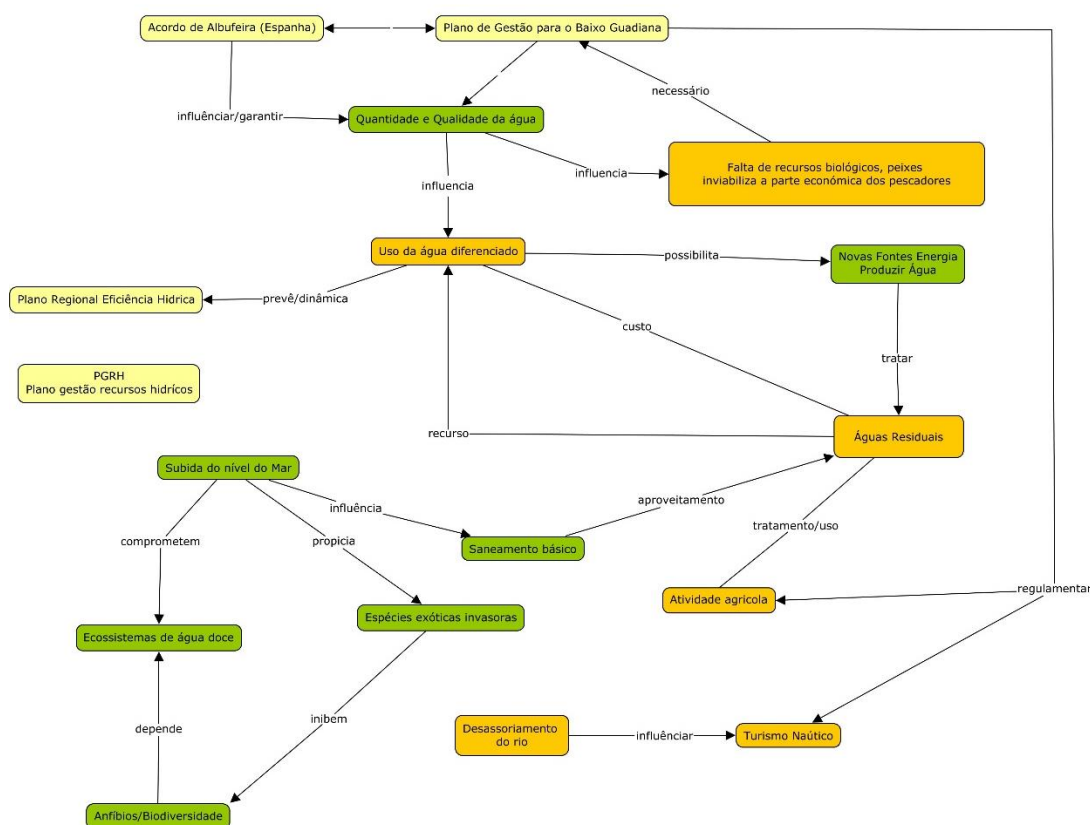 Acordo de Albufeira (Espanha)
Plano de Gestão para o Baixo Guadiana
necessário
influênciar/garantir
Quantidade e Qualidade da água
Falta de recursos biológicos, peixes
inviabiliza a parte económica dos pescadores
influencia
influencia
Uso da água diferenciado
possibilita
Novas Fontes Energia
Produzir Água
Plano Regional Eficiência Hidrica
prevê/dinâmica
custo
tratar
PGRH
Plano gestão recursos hidrícos
recurso
Águas Residuais
Subida do nível do Mar
influência
aproveitamento
tratamento/uso
comprometem
propicia
Saneamento básico
regulamentar
Atividade agricola
Espécies exóticas invasoras
Ecossistemas de água doce
inibem
depende
Desassoriamento
do rio
influênciar
Turismo Naútico
Anfíbios/Biodiversidade